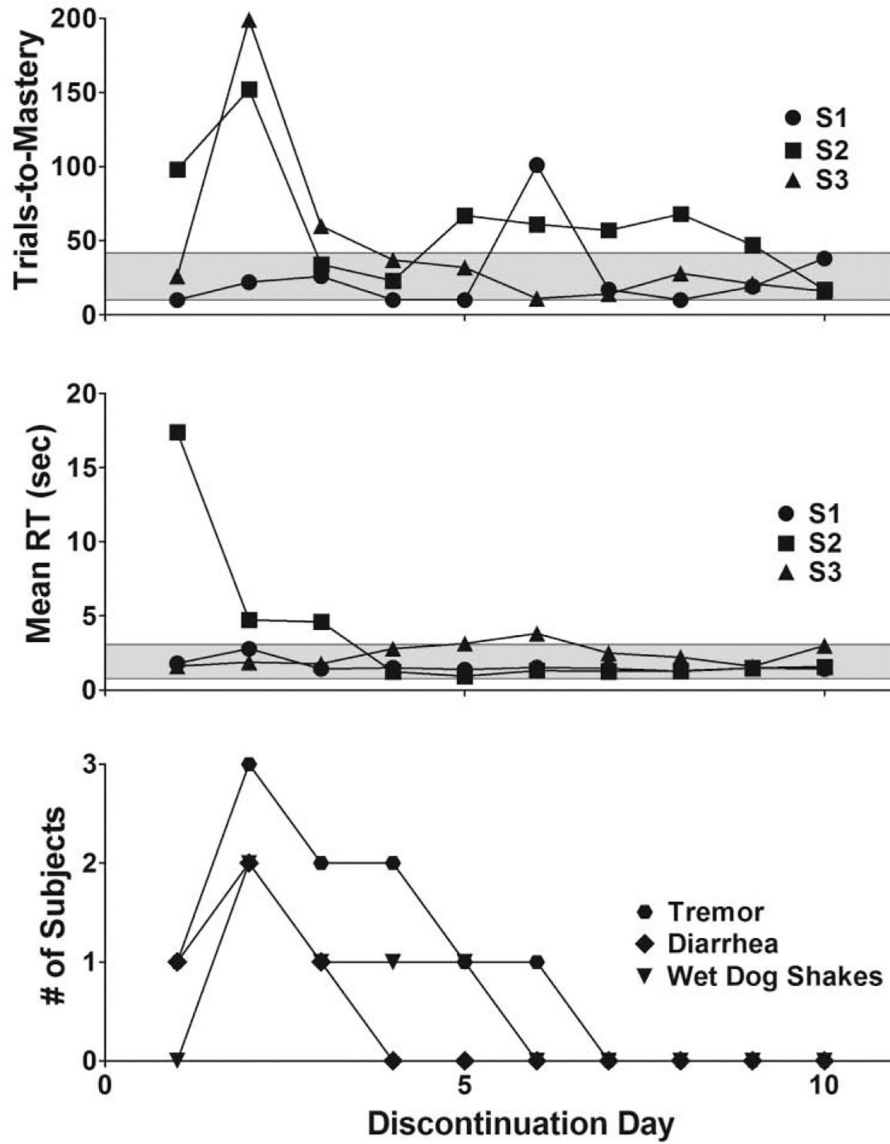 200
150
100
50
0
Trials-to-Mastery
S1
S2
S3
20
15
10
5
0
Mean RT (sec)
S1
S2
S3
3
2
1
0
# of Subjects
Tremor
Diarrhea
Wet Dog Shakes
0 5 10
Discontinuation Day